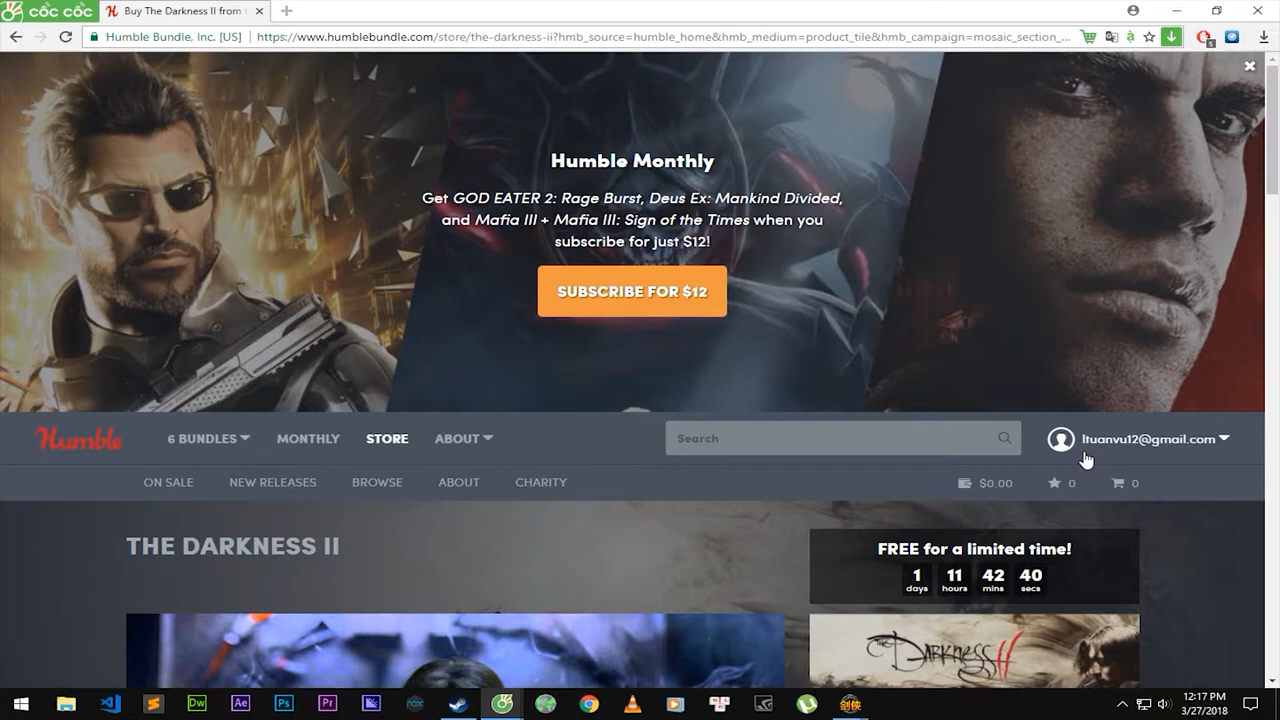 cốc cốc
Buy The Darkness II from t
Humble Bundle, Inc. [US]
https://www.humblebundle.com/store/the-darkness-ii?hmb_source=humble_home&hmb_medium=product_tile&hmb_campaign=mosaic_section_...
Humble Monthly
Get GOD EATER 2: Rage Burst, Deus Ex: Mankind Divided,
and Mafia III + Mafia III: Sign of the Times when you
subscribe for just $12!
SUBSCRIBE FOR $12
Humble
6 BUNDLES
MONTHLY
STORE
ABOUT
Search
ltuanvu12@gmail.com
ON SALE
NEW RELEASES
BROWSE
ABOUT
CHARITY
$0.00
0
0
THE DARKNESS II
FREE for a limited time!
1 11 42 40
days hours mins secs
THE DARKNESS II
Dw Ae Ps Pr
12:17 PM
3/27/2018